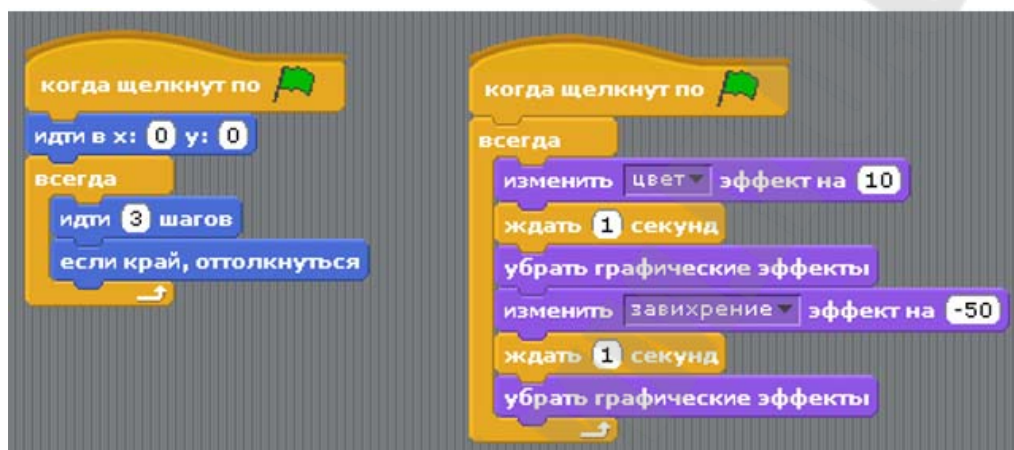 когда щелкнут по
идти в x: 0 y: 0
всегда
идти 3 шагов
если край, оттолкнуться
когда щелкнут по
всегда
изменить цвет эффект на 10
ждать 1 секунд
убрать графические эффекты
изменить завихрение эффект на -50
ждать 1 секунд
убрать графические эффекты